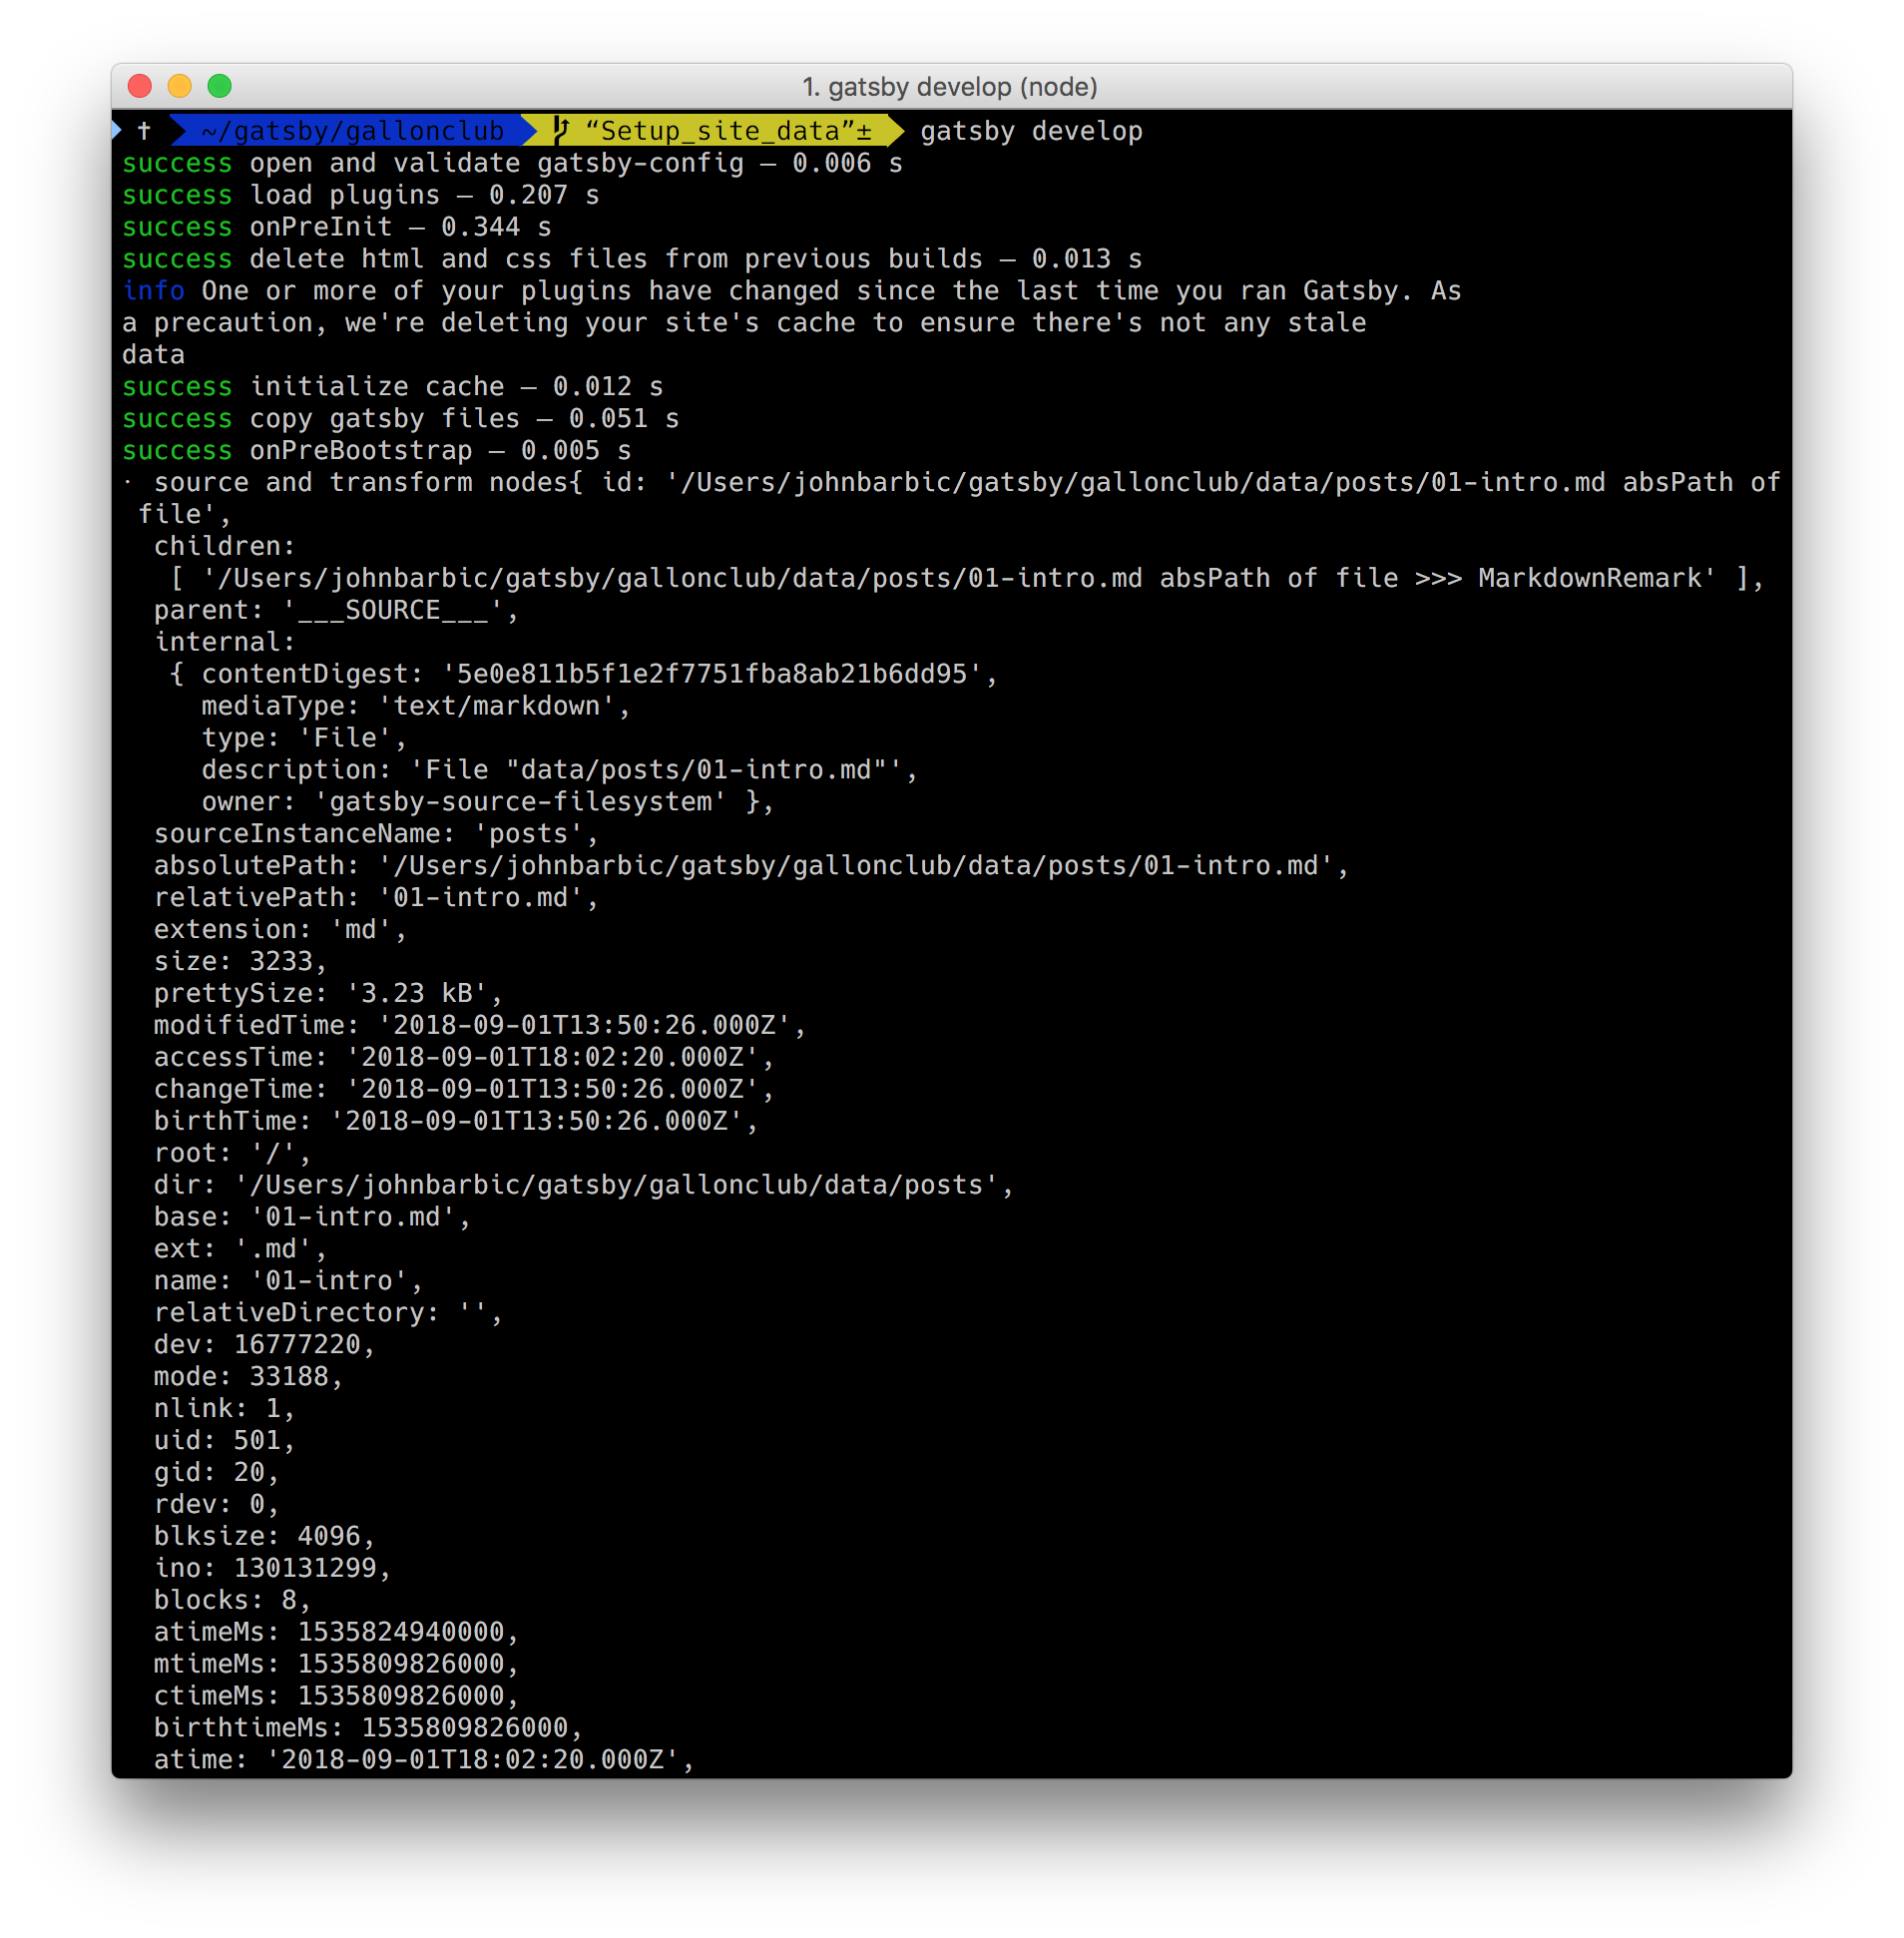 1. gatsby develop (node)
† ~/gatsby/gallonclub “Setup_site_data”± gatsby develop
success open and validate gatsby-config — 0.006 s
success load plugins — 0.207 s
success onPreInit — 0.344 s
success delete html and css files from previous builds — 0.013 s
info One or more of your plugins have changed since the last time you ran Gatsby. As
a precaution, we're deleting your site's cache to ensure there's not any stale
data
success initialize cache — 0.012 s
success copy gatsby files — 0.051 s
success onPreBootstrap — 0.005 s
· source and transform nodes{ id: '/Users/johnbarbic/gatsby/gallonclub/data/posts/01-intro.md absPath of
 file',
  children:
   [ '/Users/johnbarbic/gatsby/gallonclub/data/posts/01-intro.md absPath of file >>> MarkdownRemark' ],
  parent: '___SOURCE___',
  internal:
   { contentDigest: '5e0e811b5f1e2f7751fba8ab21b6dd95',
     mediaType: 'text/markdown',
     type: 'File',
     description: 'File "data/posts/01-intro.md"',
     owner: 'gatsby-source-filesystem' },
  sourceInstanceName: 'posts',
  absolutePath: '/Users/johnbarbic/gatsby/gallonclub/data/posts/01-intro.md',
  relativePath: '01-intro.md',
  extension: 'md',
  size: 3233,
  prettySize: '3.23 kB',
  modifiedTime: '2018-09-01T13:50:26.000Z',
  accessTime: '2018-09-01T18:02:20.000Z',
  changeTime: '2018-09-01T13:50:26.000Z',
  birthTime: '2018-09-01T13:50:26.000Z',
  root: '/',
  dir: '/Users/johnbarbic/gatsby/gallonclub/data/posts',
  base: '01-intro.md',
  ext: '.md',
  name: '01-intro',
  relativeDirectory: '',
  dev: 16777220,
  mode: 33188,
  nlink: 1,
  uid: 501,
  gid: 20,
  rdev: 0,
  blksize: 4096,
  ino: 130131299,
  blocks: 8,
  atimeMs: 1535824940000,
  mtimeMs: 1535809826000,
  ctimeMs: 1535809826000,
  birthtimeMs: 1535809826000,
  atime: '2018-09-01T18:02:20.000Z',